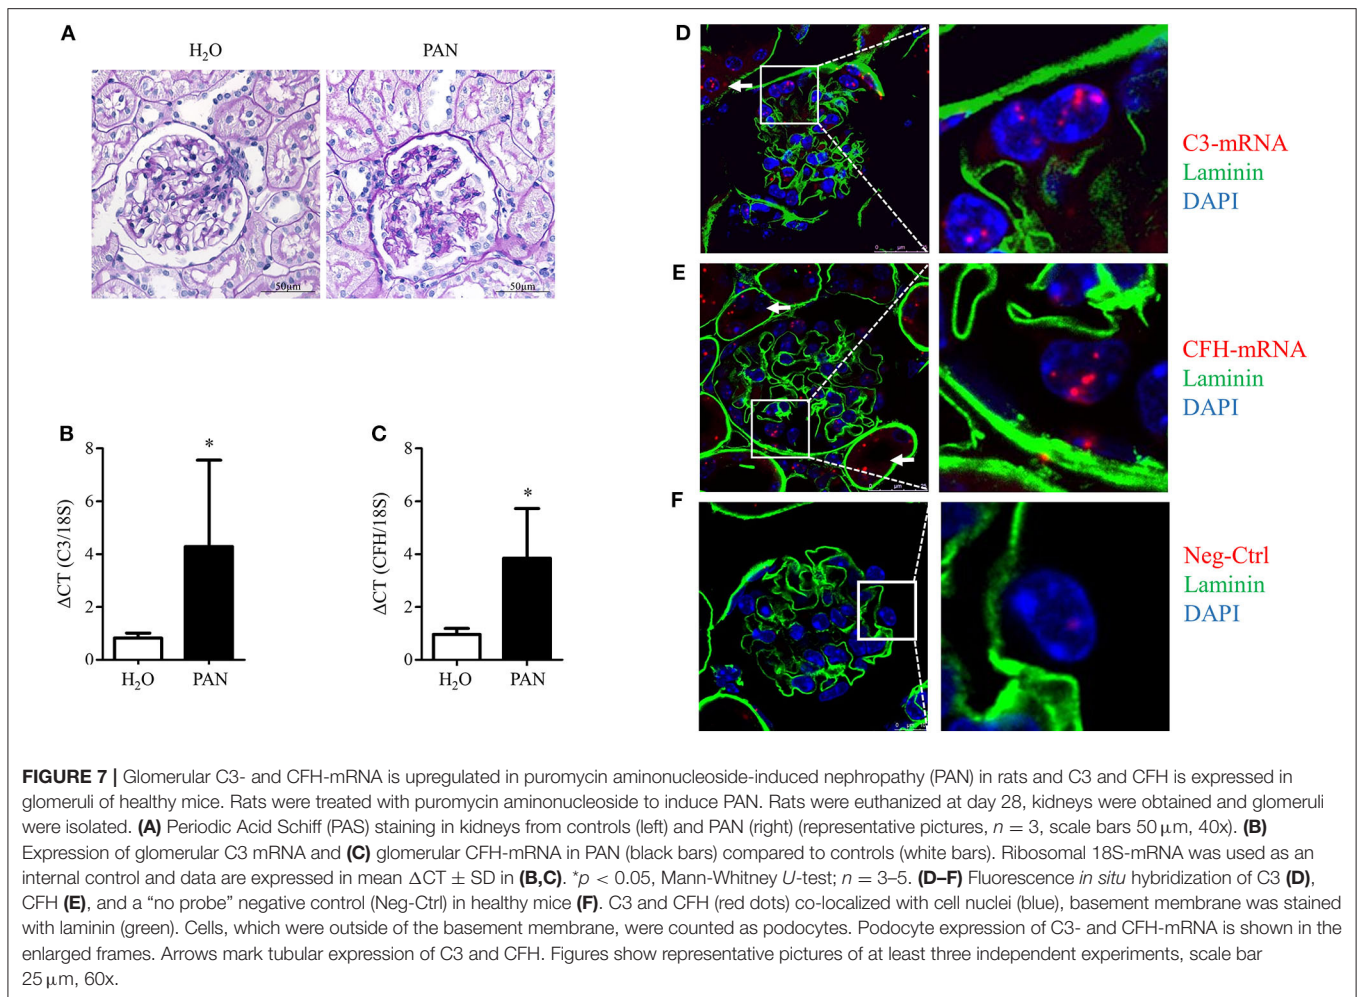 A
H₂O
PAN
50μm
50μm
B
8
6
4
2
0
ΔCT (C3/18S)
*
H₂O
PAN
C
8
6
4
2
0
ΔCT (CFH/18S)
*
H₂O
PAN
D
0 μm 25
C3-mRNA
Laminin
DAPI
E
0 μm 25
CFH-mRNA
Laminin
DAPI
F
0 μm
Neg-Ctrl
Laminin
DAPI
FIGURE 7 | Glomerular C3- and CFH-mRNA is upregulated in puromycin aminonucleoside-induced nephropathy (PAN) in rats and C3 and CFH is expressed in
glomeruli of healthy mice. Rats were treated with puromycin aminonucleoside to induce PAN. Rats were euthanized at day 28, kidneys were obtained and glomeruli
were isolated. (A) Periodic Acid Schiff (PAS) staining in kidneys from controls (left) and PAN (right) (representative pictures, n = 3, scale bars 50 μm, 40x). (B)
Expression of glomerular C3 mRNA and (C) glomerular CFH-mRNA in PAN (black bars) compared to controls (white bars). Ribosomal 18S-mRNA was used as an
internal control and data are expressed in mean ΔCT ± SD in (B,C). *p < 0.05, Mann-Whitney U-test; n = 3–5. (D–F) Fluorescence in situ hybridization of C3 (D),
CFH (E), and a “no probe” negative control (Neg-Ctrl) in healthy mice (F). C3 and CFH (red dots) co-localized with cell nuclei (blue), basement membrane was stained
with laminin (green). Cells, which were outside of the basement membrane, were counted as podocytes. Podocyte expression of C3- and CFH-mRNA is shown in the
enlarged frames. Arrows mark tubular expression of C3 and CFH. Figures show representative pictures of at least three independent experiments, scale bar
25 μm, 60x.